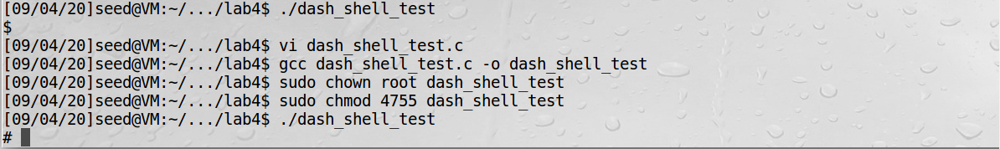 [09/04/20]seed@VM:~/.../lab4$ ./dash_shell_test
$
[09/04/20]seed@VM:~/.../lab4$ vi dash_shell_test.c
[09/04/20]seed@VM:~/.../lab4$ gcc dash_shell_test.c -o dash_shell_test
[09/04/20]seed@VM:~/.../lab4$ sudo chown root dash_shell_test
[09/04/20]seed@VM:~/.../lab4$ sudo chmod 4755 dash_shell_test
[09/04/20]seed@VM:~/.../lab4$ ./dash_shell_test
#